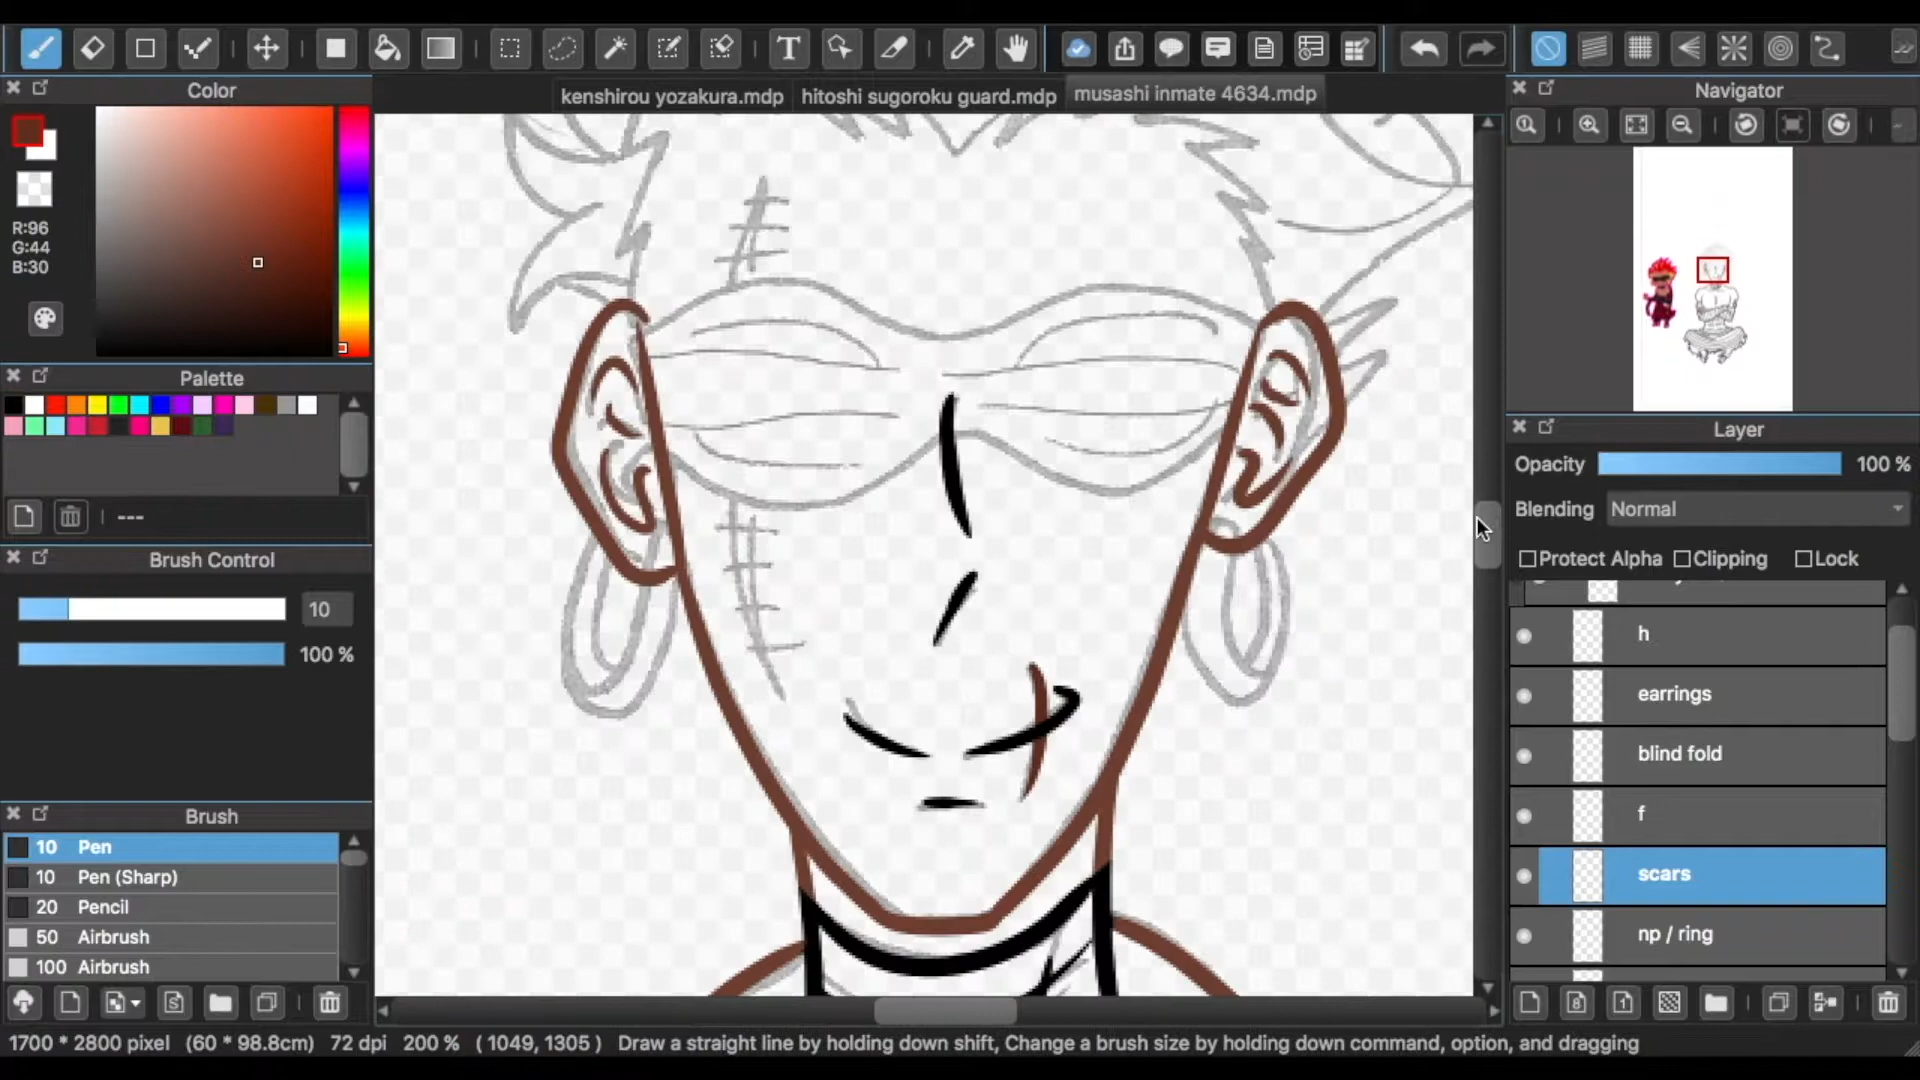 T
8
1
kenshirou yozakura.mdp
hitoshi sugoroku guard.mdp
musashi inmate 4634.mdp
Color
R:96
G:44
B:30
Palette
---
Brush Control
10
100 %
Brush
10 Pen
10 Pen (Sharp)
20 Pencil
50 Airbrush
100 Airbrush
S
Navigator
Layer
Opacity 100 %
Blending Normal
Protect Alpha Clipping Lock
h
earrings
blind fold
f
scars
np / ring
1700 * 2800 pixel (60 * 98.8cm) 72 dpi 200 % ( 1049, 1305 ) Draw a straight line by holding down shift, Change a brush size by holding down command, option, and dragging